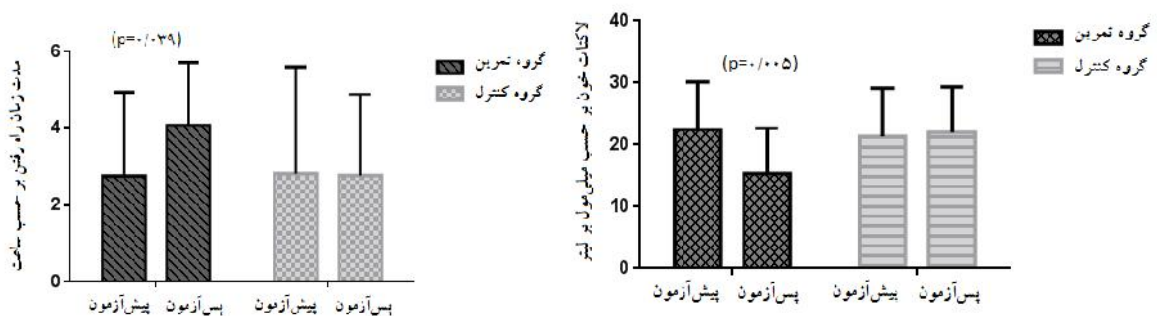 مدت زمان راه رفتن بر حسب ساعت
6
4
2
0
(p=۰/۰۳۹)
پیش‌آزمون پس‌آزمون پیش‌آزمون پس‌آزمون
گروه تمرین
گروه کنترل
لاکتات خون بر حسب میلی‌مول بر لیتر
40
30
20
10
0
(p=۰/۰۰۵)
پیش‌آزمون پس‌آزمون پیش‌آزمون پس‌آزمون
گروه تمرین
گروه کنترل